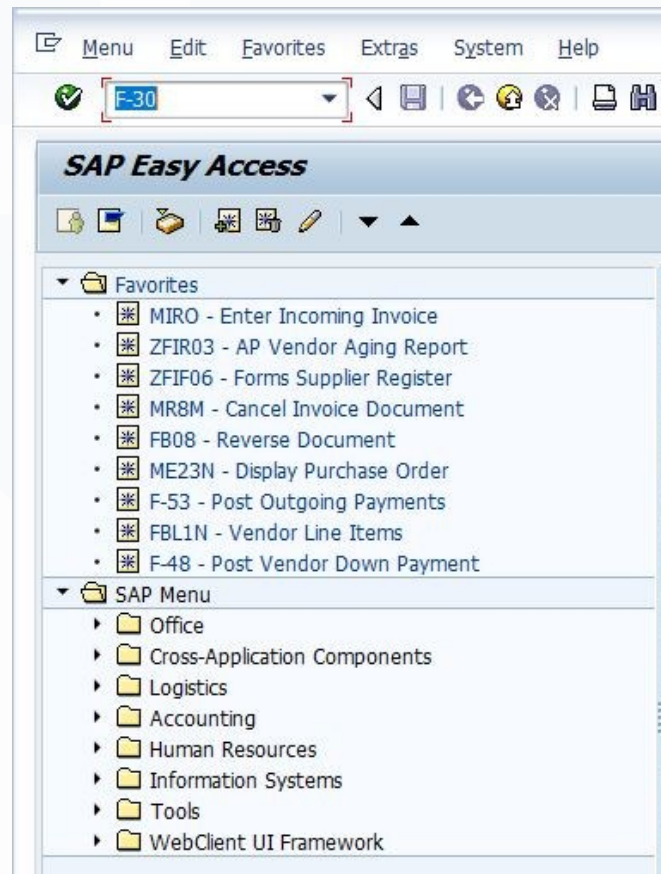 Menu Edit Favorites Extras System Help
F-30
SAP Easy Access
Favorites
MIRO - Enter Incoming Invoice
ZFIR03 - AP Vendor Aging Report
ZFIF06 - Forms Supplier Register
MR8M - Cancel Invoice Document
FB08 - Reverse Document
ME23N - Display Purchase Order
F-53 - Post Outgoing Payments
FBL1N - Vendor Line Items
F-48 - Post Vendor Down Payment
SAP Menu
Office
Cross-Application Components
Logistics
Accounting
Human Resources
Information Systems
Tools
WebClient UI Framework